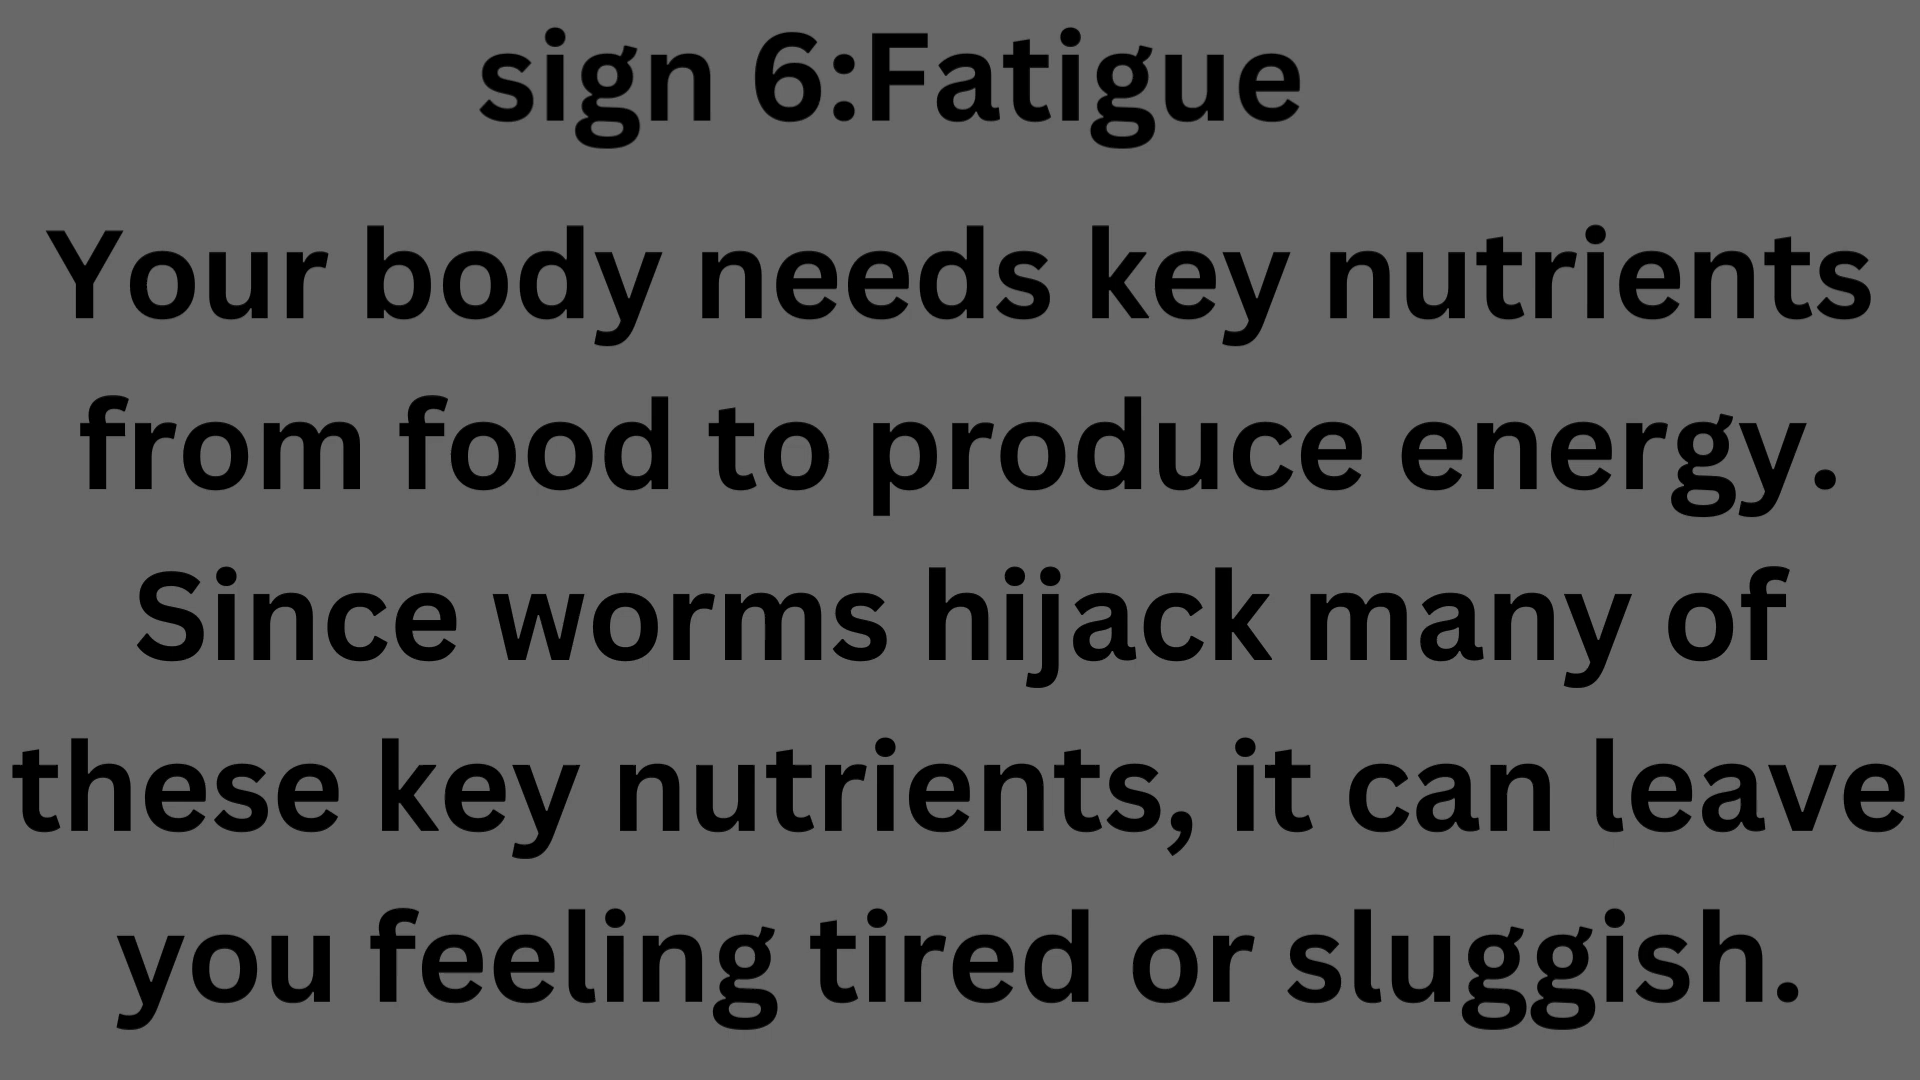 sign 6:Fatigue
Your body needs key nutrients
from food to produce energy.
Since worms hijack many of
these key nutrients, it can leave
you feeling tired or sluggish.